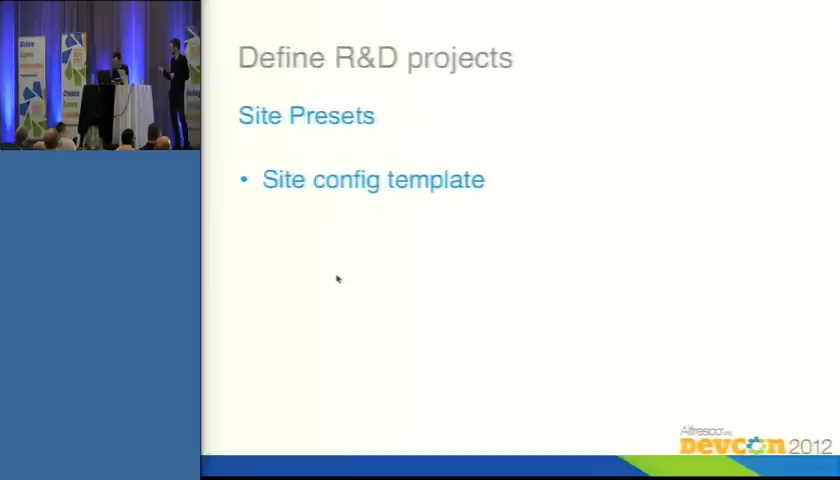 Define R&D projects
Site Presets
• Site config template
Alfresco
DEVCON 2012